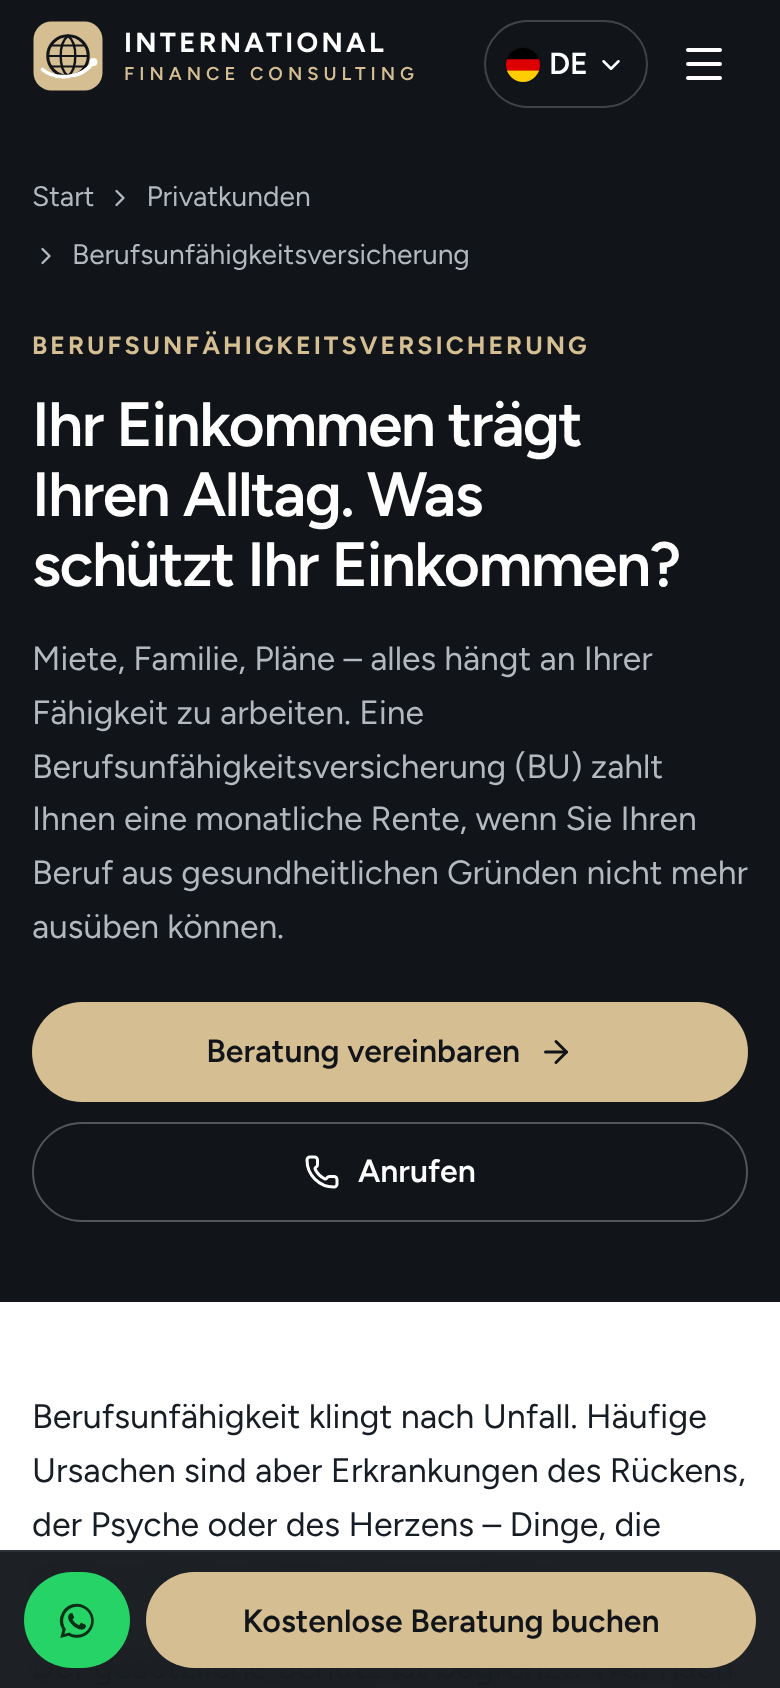 INTERNATIONAL
FINANCE CONSULTING
DE
Start
Privatkunden
Berufsunfähigkeitsversicherung
BERUFSUNFÄHIGKEITSVERSICHERUNG
Ihr Einkommen trägt
Ihren Alltag. Was
schützt Ihr Einkommen?
Miete, Familie, Pläne – alles hängt an Ihrer
Fähigkeit zu arbeiten. Eine
Berufsunfähigkeitsversicherung (BU) zahlt
Ihnen eine monatliche Rente, wenn Sie Ihren
Beruf aus gesundheitlichen Gründen nicht mehr
ausüben können.
Beratung vereinbaren
Anrufen
Berufsunfähigkeit klingt nach Unfall. Häufige
Ursachen sind aber Erkrankungen des Rückens,
der Psyche oder des Herzens – Dinge, die
Kostenlose Beratung buchen